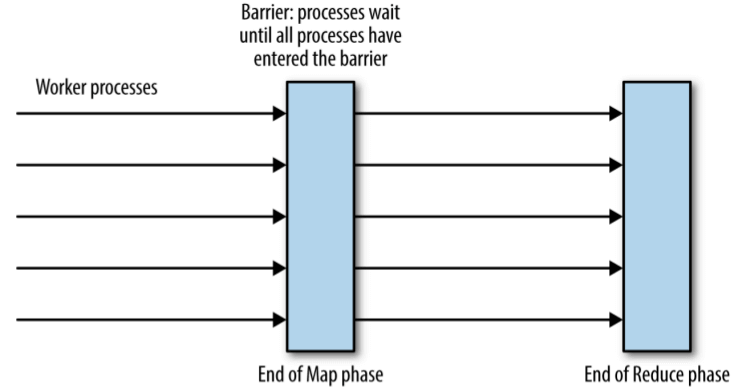 Barrier: processes wait
until all processes have
entered the barrier
Worker processes
End of Map phase
End of Reduce phase